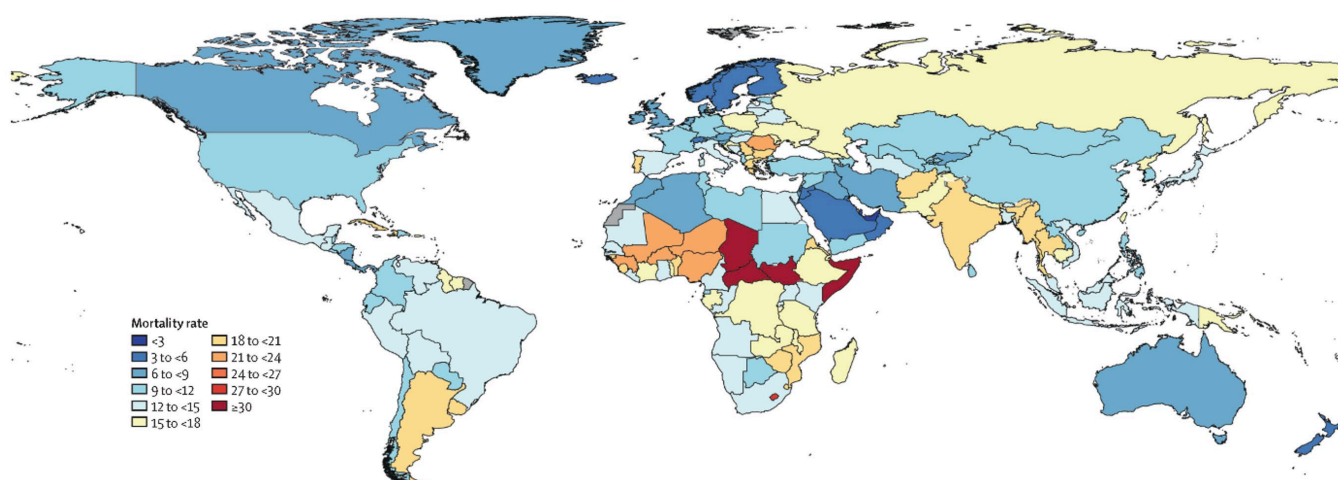 Mortality rate
<3
3 to <6
6 to <9
9 to <12
12 to <15
15 to <18
18 to <21
21 to <24
24 to <27
27 to <30
≥30